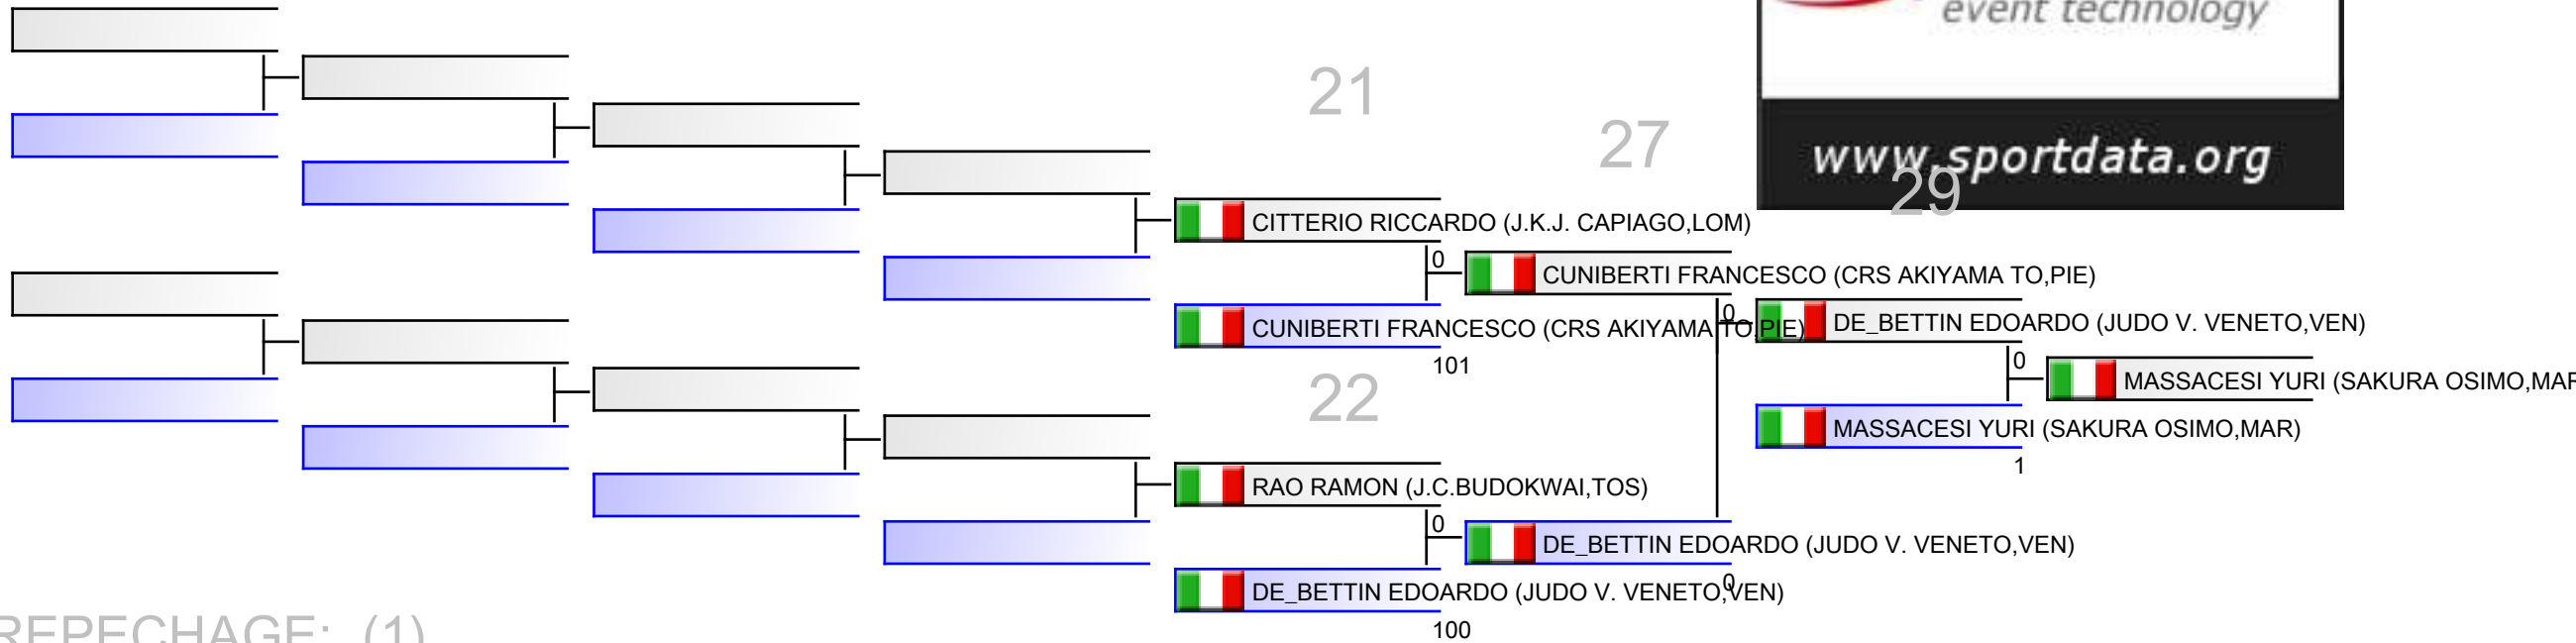 event technology
21
27
www.sportdata.org
29
CITTERIO RICCARDO (J.K.J. CAPIAGO,LOM)
0
CUNIBERTI FRANCESCO (CRS AKIYAMA TO,PIE)
0
DE_BETTIN EDOARDO (JUDO V. VENETO,VEN)
CUNIBERTI FRANCESCO (CRS AKIYAMA TO,PIE)
101
0
MASSACESI YURI (SAKURA OSIMO,MAR
22
MASSACESI YURI (SAKURA OSIMO,MAR)
1
RAO RAMON (J.C.BUDOKWAI,TOS)
0
DE_BETTIN EDOARDO (JUDO V. VENETO,VEN)
0
DE_BETTIN EDOARDO (JUDO V. VENETO,VEN)
100
REPECHAGE: (1)